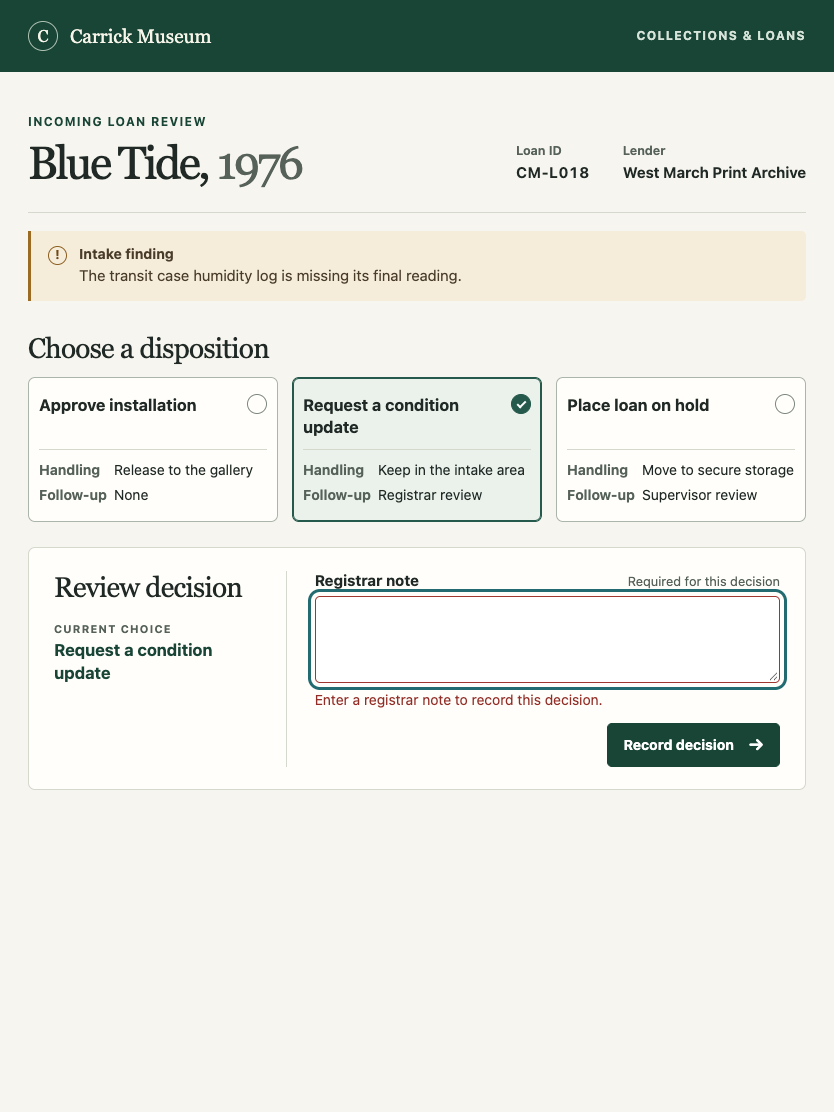 C Carrick Museum
COLLECTIONS & LOANS
INCOMING LOAN REVIEW
Blue Tide, 1976
Loan ID
CM-L018
Lender
West March Print Archive
! Intake finding
The transit case humidity log is missing its final reading.
Choose a disposition
Approve installation
Handling Release to the gallery
Follow-up None
Request a condition
update
Handling Keep in the intake area
Follow-up Registrar review
Place loan on hold
Handling Move to secure storage
Follow-up Supervisor review
Review decision
CURRENT CHOICE
Request a condition
update
Registrar note
Required for this decision
Enter a registrar note to record this decision.
Record decision →